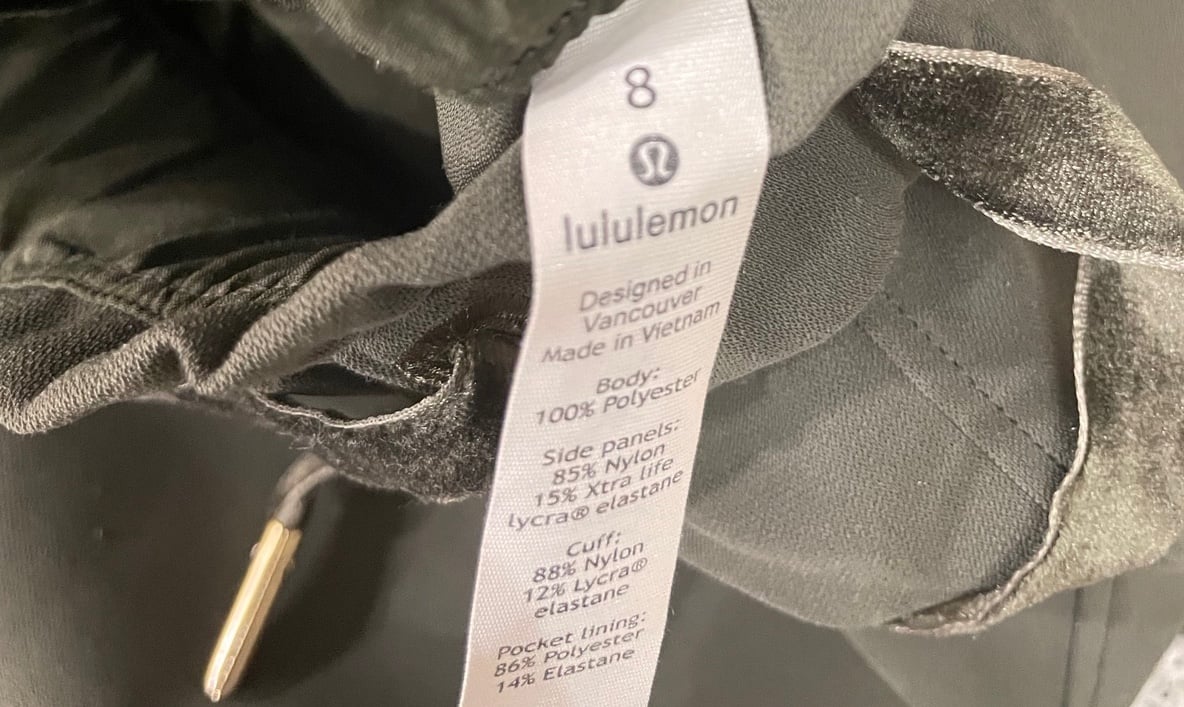 8
lululemon
Designed in
Vancouver
Made in Vietnam
Body:
100% Polyester
Side panels:
85% Nylon
15% Xtra life
lycra® elastane
Cuff:
88% Nylon
12% Lycra®
elastane
Pocket lining:
86% Polyester
14% Elastane